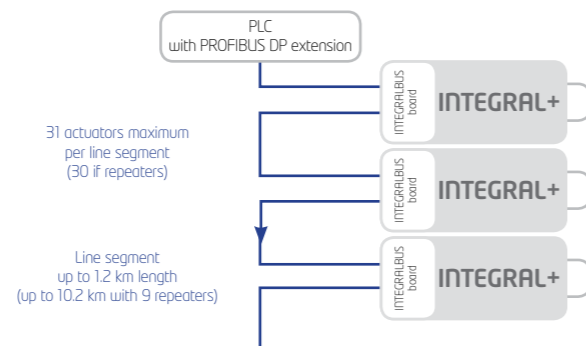 PLC
with PROFIBUS DP extension
INTEGRALBUS
board
INTEGRAL+
31 actuators maximum
per line segment
(30 if repeaters)
INTEGRALBUS
board
INTEGRAL+
Line segment
up to 1.2 km length
(up to 10.2 km with 9 repeaters)
INTEGRALBUS
board
INTEGRAL+